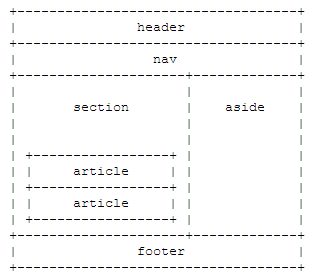 header
nav
section aside
article
article
footer